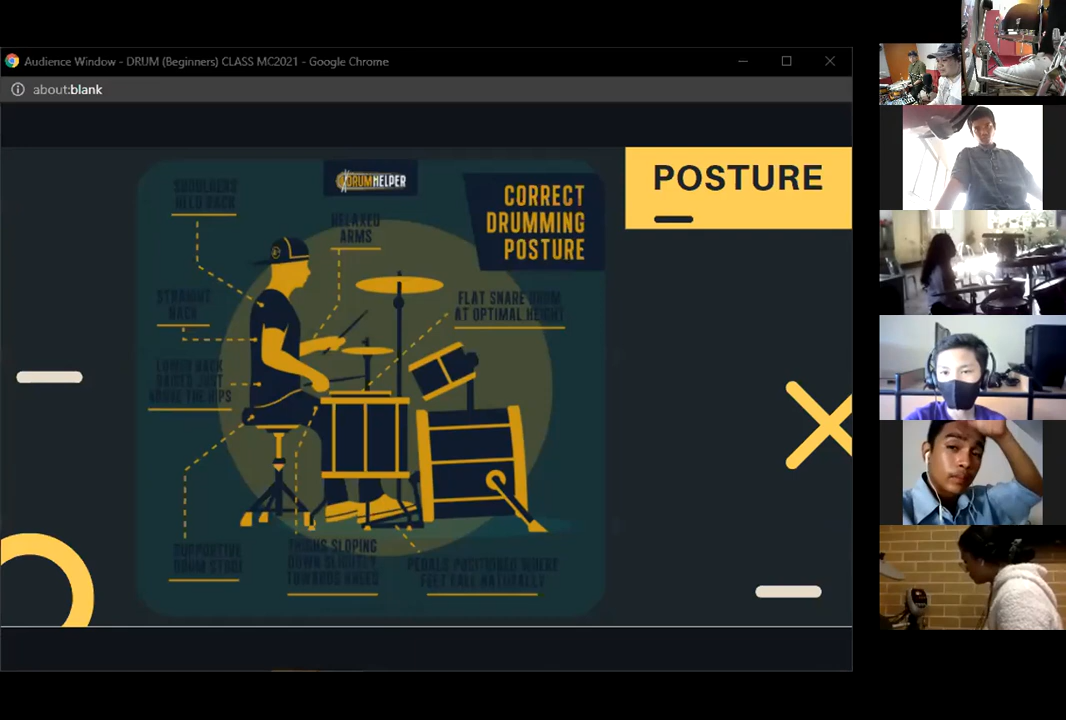 Audience Window - DRUM (Beginners) CLASS MC2021 - Google Chrome
about:blank
POSTURE
DRUMHELPER
CORRECT
DRUMMING
POSTURE
SHOULDERS
HELD BACK
RELAXED
ARMS
STRAIGHT
BACK
FLAT SNARE DRUM
AT OPTIMAL HEIGHT
LOWER BACK
RAISED JUST
ABOVE THE HIPS
SUPPORTIVE
DRUM STOOL
THIGHS SLOPING
DOWN SLIGHTLY
TOWARDS KNEES
PEDALS POSITIONED WHERE
FEET FALL NATURALLY